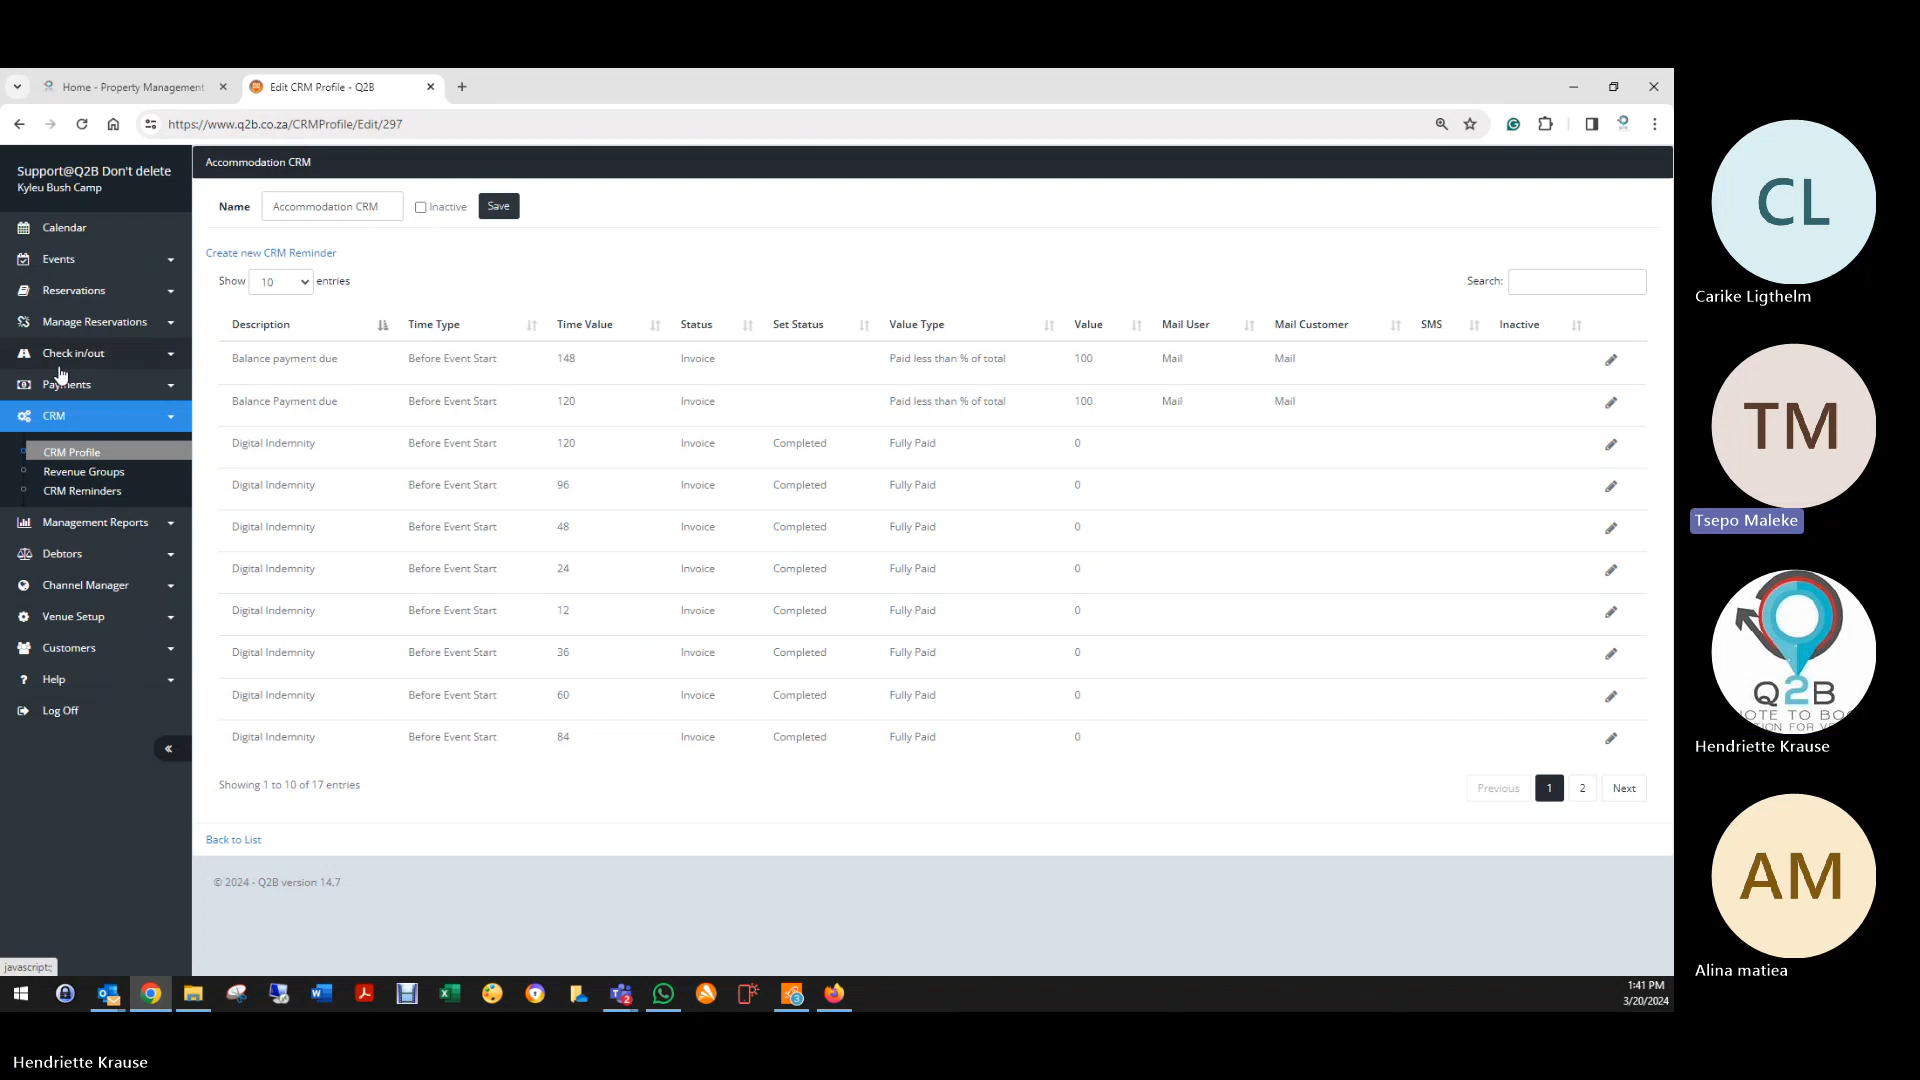 Home - Property Management
Edit CRM Profile - Q2B
https://www.q2b.co.za/CRMProfile/Edit/297
Support@Q2B Don't delete
Kyleu Bush Camp
Calendar
Events
Reservations
Manage Reservations
Check in/out
Payments
CRM
CRM Profile
Revenue Groups
CRM Reminders
Management Reports
Debtors
Channel Manager
Venue Setup
Customers
Help
Log Off
javascript:;
Accommodation CRM
Name Accommodation CRM Inactive Save
Create new CRM Reminder
Show 10 entries Search:
Description Time Type Time Value Status Set Status Value Type Value Mail User Mail Customer SMS Inactive
Balance payment due Before Event Start 148 Invoice Paid less than % of total 100 Mail Mail
Balance Payment due Before Event Start 120 Invoice Paid less than % of total 100 Mail Mail
Digital Indemnity Before Event Start 120 Invoice Completed Fully Paid 0
Digital Indemnity Before Event Start 96 Invoice Completed Fully Paid 0
Digital Indemnity Before Event Start 48 Invoice Completed Fully Paid 0
Digital Indemnity Before Event Start 24 Invoice Completed Fully Paid 0
Digital Indemnity Before Event Start 12 Invoice Completed Fully Paid 0
Digital Indemnity Before Event Start 36 Invoice Completed Fully Paid 0
Digital Indemnity Before Event Start 60 Invoice Completed Fully Paid 0
Digital Indemnity Before Event Start 84 Invoice Completed Fully Paid 0
Showing 1 to 10 of 17 entries Previous 1 2 Next
Back to List
© 2024 - Q2B version 14.7
1:41 PM
3/20/2024
CL
Carike Ligthelm
TM
Tsepo Maleke
Q2B
Hendriette Krause
AM
Alina matiea
Hendriette Krause